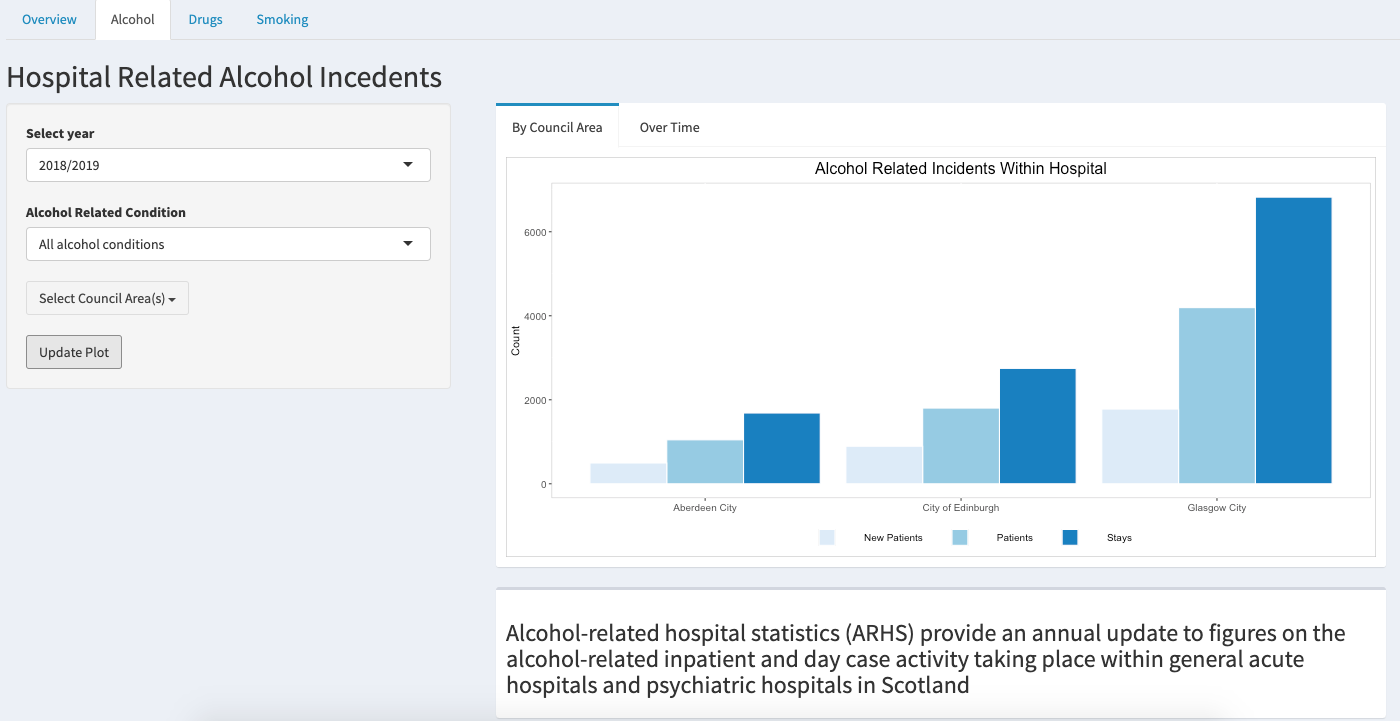 Overview Alcohol Drugs Smoking
Hospital Related Alcohol Incedents
Select year
2018/2019
Alcohol Related Condition
All alcohol conditions
Select Council Area(s)
Update Plot
By Council Area Over Time
Alcohol Related Incidents Within Hospital
Count
6000
4000
2000
0
Aberdeen City City of Edinburgh Glasgow City
New Patients Patients Stays
Alcohol-related hospital statistics (ARHS) provide an annual update to figures on the
alcohol-related inpatient and day case activity taking place within general acute
hospitals and psychiatric hospitals in Scotland